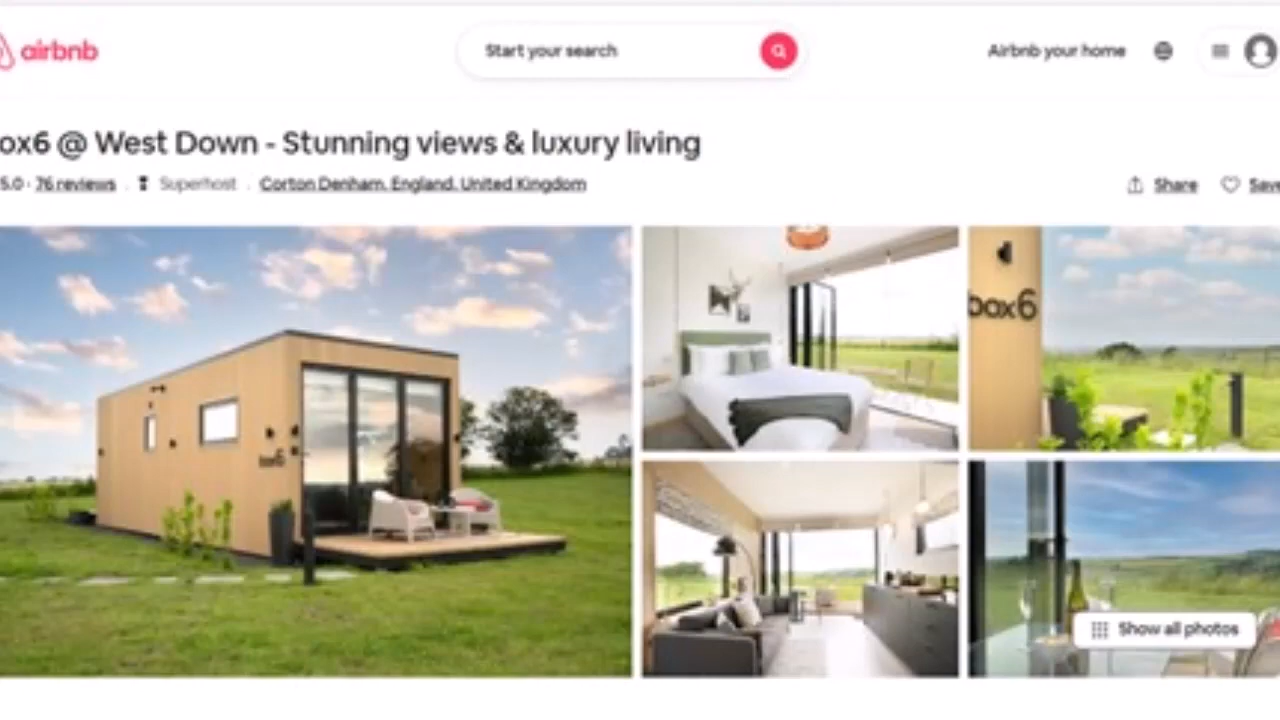 airbnb
Start your search
Airbnb your home
ox6 @ West Down - Stunning views & luxury living
5.0 · 76 reviews · Superhost · Corton Denham, England, United Kingdom
Share
Save
box6
box6
Show all photos